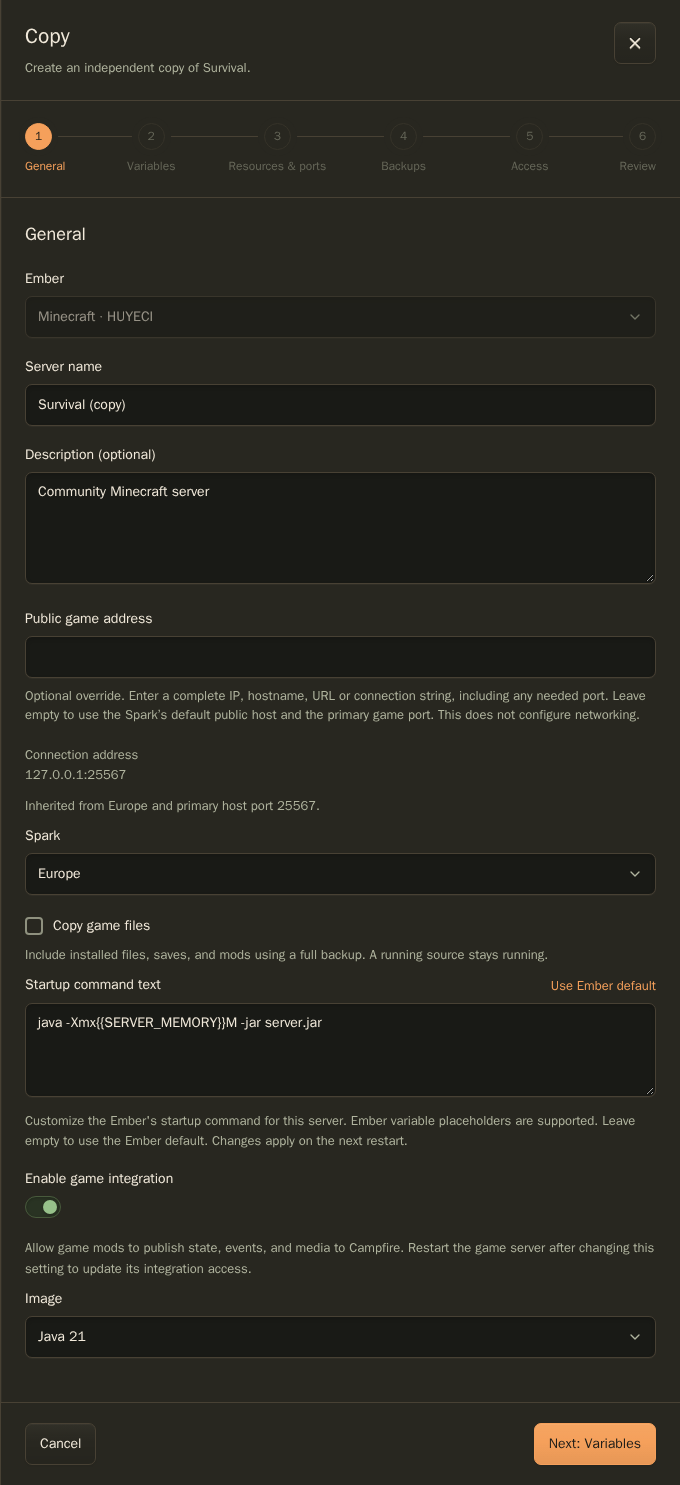 Copy
Create an independent copy of Survival.
1
2
3
4
5
6
General
Variables
Resources & ports
Backups
Access
Review
General
Ember
Minecraft · HUYECI
Server name
Survival (copy)
Description (optional)
Community Minecraft server
Public game address
Optional override. Enter a complete IP, hostname, URL or connection string, including any needed port. Leave
empty to use the Spark's default public host and the primary game port. This does not configure networking.
Connection address
127.0.0.1:25567
Inherited from Europe and primary host port 25567.
Spark
Europe
Copy game files
Include installed files, saves, and mods using a full backup. A running source stays running.
Startup command text
Use Ember default
java -Xmx{{SERVER_MEMORY}}M -jar server.jar
Customize the Ember's startup command for this server. Ember variable placeholders are supported. Leave
empty to use the Ember default. Changes apply on the next restart.
Enable game integration
Allow game mods to publish state, events, and media to Campfire. Restart the game server after changing this
setting to update its integration access.
Image
Java 21
Cancel
Next: Variables